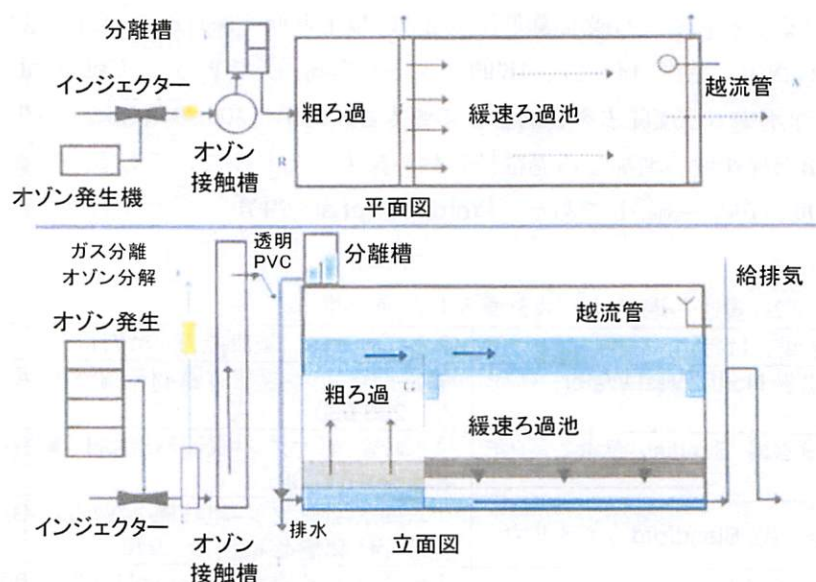 分離槽
インジェクター
越流管
A
粗ろ過
緩速ろ過池
オゾン
接触槽
R
オゾン発生機
平面図
ガス分離
オゾン分解
透明
PVC
分離槽
給排気
オゾン発生
越流管
粗ろ過
緩速ろ過池
インジェクター
排水
オゾン
接触槽
立面図